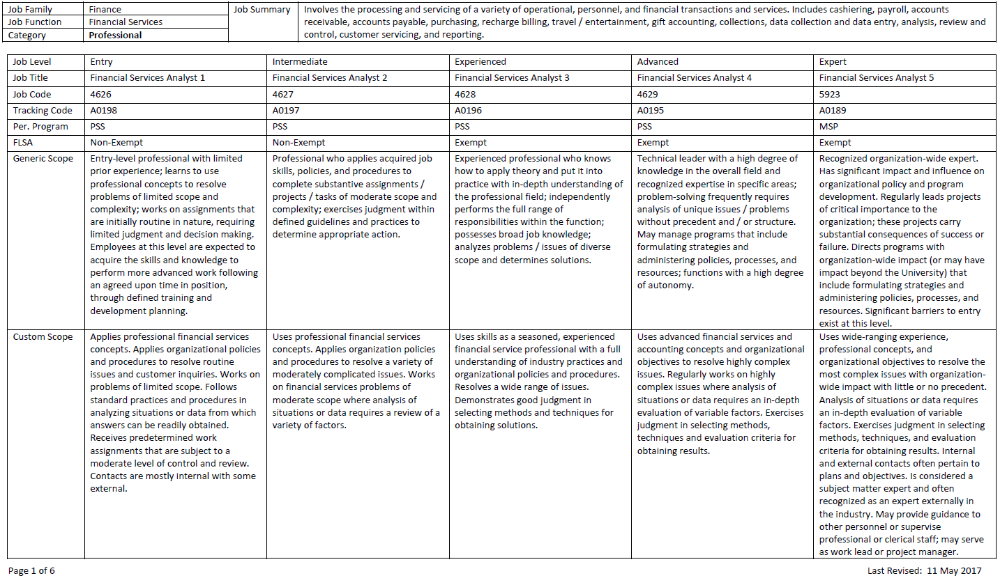 Job Family Finance Job Summary Involves the processing and servicing of a variety of operational, personnel, and financial transactions and services. Includes cashiering, payroll, accounts
Job Function Financial Services receivable, accounts payable, purchasing, recharge billing, travel / entertainment, gift accounting, collections, data collection and data entry, analysis, review and
Category Professional control, customer servicing, and reporting.
Job Level Entry Intermediate Experienced Advanced Expert
Job Title Financial Services Analyst 1 Financial Services Analyst 2 Financial Services Analyst 3 Financial Services Analyst 4 Financial Services Analyst 5
Job Code 4626 4627 4628 4629 5923
Tracking Code A0198 A0197 A0196 A0195 A0189
Per. Program PSS PSS PSS PSS MSP
FLSA Non-Exempt Non-Exempt Exempt Exempt Exempt
Generic Scope
Entry-level professional with limited
prior experience; learns to use
professional concepts to resolve
problems of limited scope and
complexity; works on assignments that
are initially routine in nature, requiring
limited judgment and decision making.
Employees at this level are expected to
acquire the skills and knowledge to
perform more advanced work following
an agreed upon time in position,
through defined training and
development planning.
Professional who applies acquired job
skills, policies, and procedures to
complete substantive assignments /
projects / tasks of moderate scope and
complexity; exercises judgment within
defined guidelines and practices to
determine appropriate action.
Experienced professional who knows
how to apply theory and put it into
practice with in-depth understanding of
the professional field; independently
performs the full range of
responsibilities within the function;
possesses broad job knowledge;
analyzes problems / issues of diverse
scope and determines solutions.
Technical leader with a high degree of
knowledge in the overall field and
recognized expertise in specific areas;
problem-solving frequently requires
analysis of unique issues / problems
without precedent and / or structure.
May manage programs that include
formulating strategies and
administering policies, processes, and
resources; functions with a high degree
of autonomy.
Recognized organization-wide expert.
Has significant impact and influence on
organizational policy and program
development. Regularly leads projects
of critical importance to the
organization; these projects carry
substantial consequences of success or
failure. Directs programs with
organization-wide impact (or may have
impact beyond the University) that
include formulating strategies and
administering policies, processes, and
resources. Significant barriers to entry
exist at this level.
Custom Scope
Applies professional financial services
concepts. Applies organizational policies
and procedures to resolve routine
issues and customer inquiries. Works on
problems of limited scope. Follows
standard practices and procedures in
analyzing situations or data from which
answers can be readily obtained.
Receives predetermined work
assignments that are subject to a
moderate level of control and review.
Contacts are mostly internal with some
external.
Uses professional financial services
concepts. Applies organization policies
and procedures to resolve a variety of
moderately complicated issues. Works
on financial services problems of
moderate scope where analysis of
situations or data requires a review of a
variety of factors.
Uses skills as a seasoned, experienced
financial service professional with a full
understanding of industry practices and
organizational policies and procedures.
Resolves a wide range of issues.
Demonstrates good judgment in
selecting methods and techniques for
obtaining solutions.
Uses advanced financial services and
accounting concepts and organizational
objectives to resolve highly complex
issues. Regularly works on highly
complex issues where analysis of
situations or data requires an in-depth
evaluation of variable factors. Exercises
judgment in selecting methods,
techniques and evaluation criteria for
obtaining results.
Uses wide-ranging experience,
professional concepts, and
organizational objectives to resolve the
most complex issues with organization-
wide impact with little or no precedent.
Analysis of situations or data requires
an in-depth evaluation of variable
factors. Exercises judgment in selecting
methods, techniques, and evaluation
criteria for obtaining results. Internal
and external contacts often pertain to
plans and objectives. Is considered a
subject matter expert and often
recognized as an expert externally in
the industry. May provide guidance to
other personnel or supervise
professional or clerical staff; may serve
as work lead or project manager.
Page 1 of 6 Last Revised: 11 May 2017